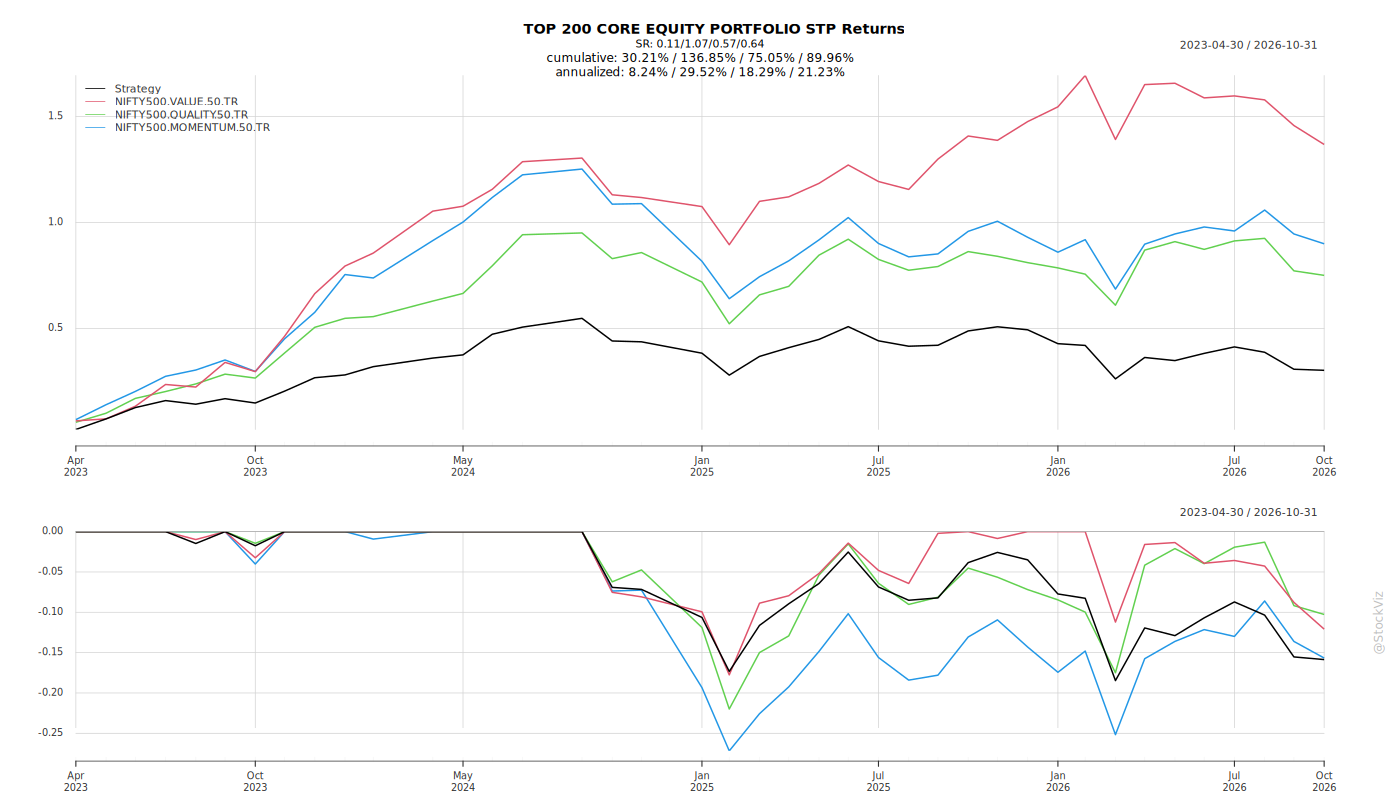 TOP 200 CORE EQUITY PORTFOLIO STP Returns
SR: 0.11/1.07/0.57/0.64
cumulative: 30.21% / 136.85% / 75.05% / 89.96%
annualized: 8.24% / 29.52% / 18.29% / 21.23%
2023-04-30 / 2026-10-31
Strategy
NIFTY500.VALUE.50.TR
NIFTY500.QUALITY.50.TR
NIFTY500.MOMENTUM.50.TR
1.5
1.0
0.5
Apr Oct May Jan Jul Jan Jul Oct
2023 2023 2024 2025 2025 2026 2026 2026
2023-04-30 / 2026-10-31
0.00
-0.05
-0.10
-0.15
-0.20
-0.25
Apr Oct May Jan Jul Jan Jul Oct
2023 2023 2024 2025 2025 2026 2026 2026
@StockViz